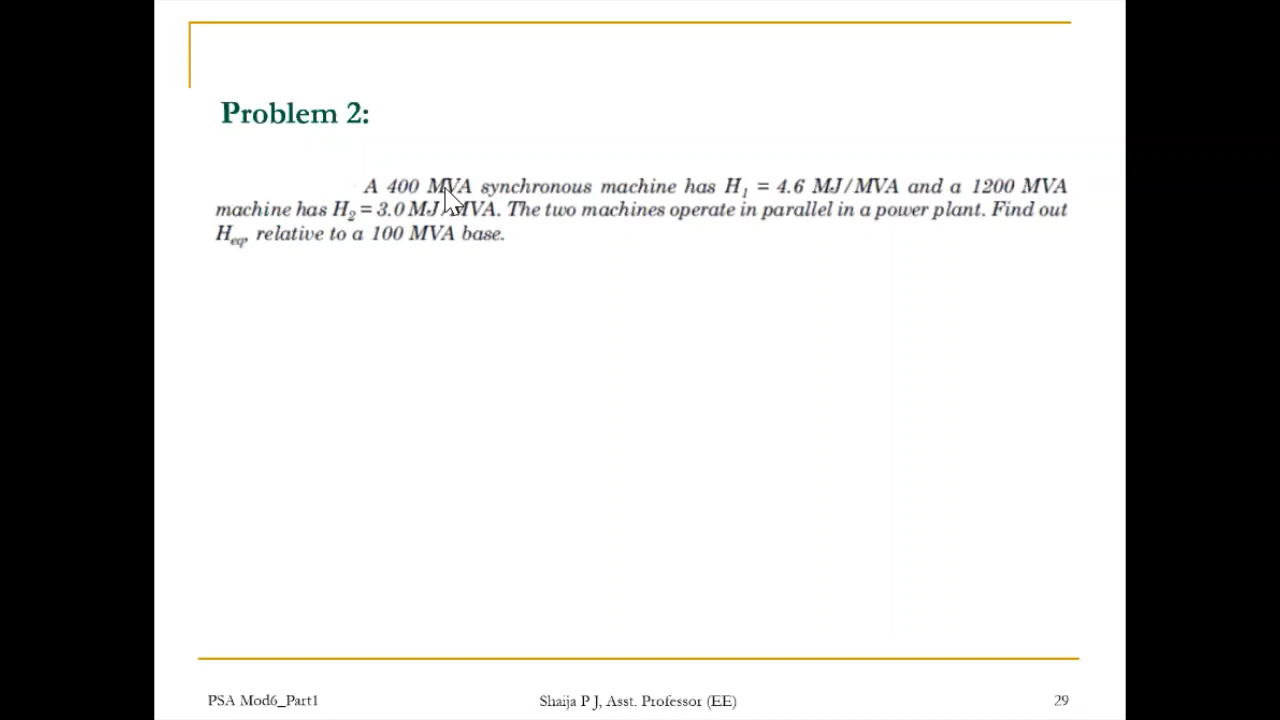 Problem 2:
A 400 MVA synchronous machine has H1 = 4.6 MJ/MVA and a 1200 MVA
machine has H2 = 3.0 MJ/MVA. The two machines operate in parallel in a power plant. Find out
Heq, relative to a 100 MVA base.
PSA Mod6_Part1
Shaija P J, Asst. Professor (EE)
29